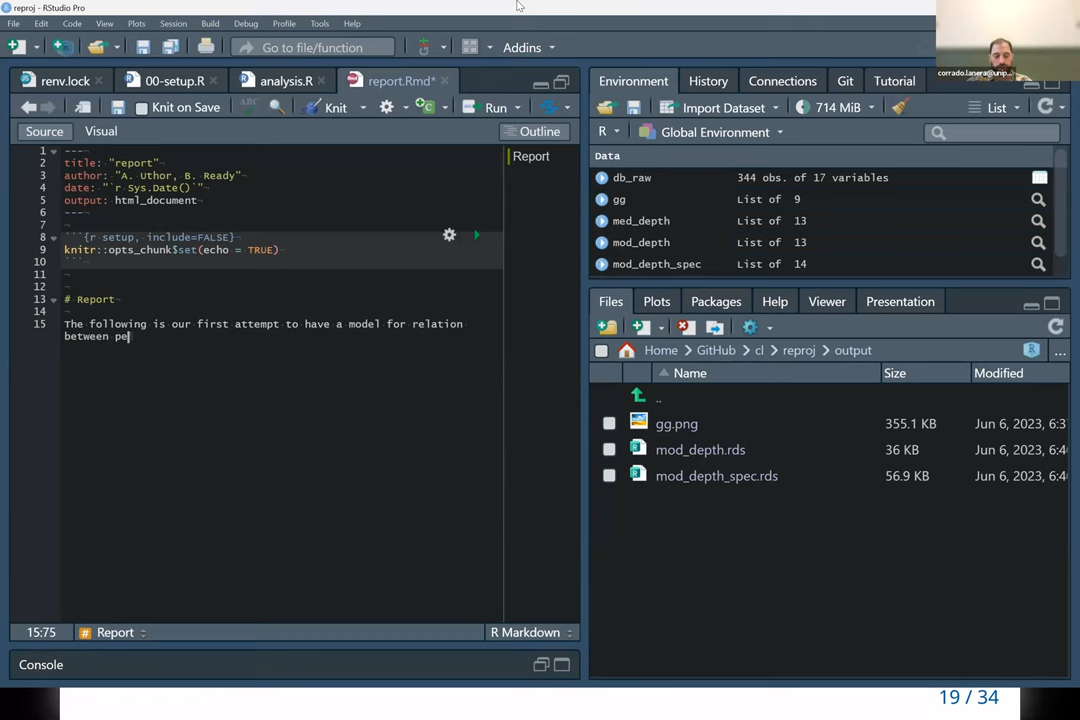 reproj - RStudio Pro
File Edit Code View Plots Session Build Debug Profile Tools Help
Go to file/function Addins
corrado.lanera@unip...
renv.lock 00-setup.R analysis.R report.Rmd*
Knit on Save ABC Knit Run
Source Visual Outline
1 ---
2 title: "report"
3 author: "A. Uthor, B. Ready"
4 date: "`r Sys.Date()`"
5 output: html_document
6 ---
7
8 ```{r setup, include=FALSE}
9 knitr::opts_chunk$set(echo = TRUE)
10 ```
11
12
13 # Report
14
15 The following is our first attempt to have a model for relation
between pe
Report
15:75 Report R Markdown
Console
Environment History Connections Git Tutorial
Import Dataset 714 MiB List
R Global Environment
Data
db_raw 344 obs. of 17 variables
gg List of 9
med_depth List of 13
mod_depth List of 13
mod_depth_spec List of 14
Files Plots Packages Help Viewer Presentation
Home GitHub cl reproj output ...
Name Size Modified
..
gg.png 355.1 KB Jun 6, 2023, 6:3
mod_depth.rds 36 KB Jun 6, 2023, 6:4
mod_depth_spec.rds 56.9 KB Jun 6, 2023, 6:4
19 / 34